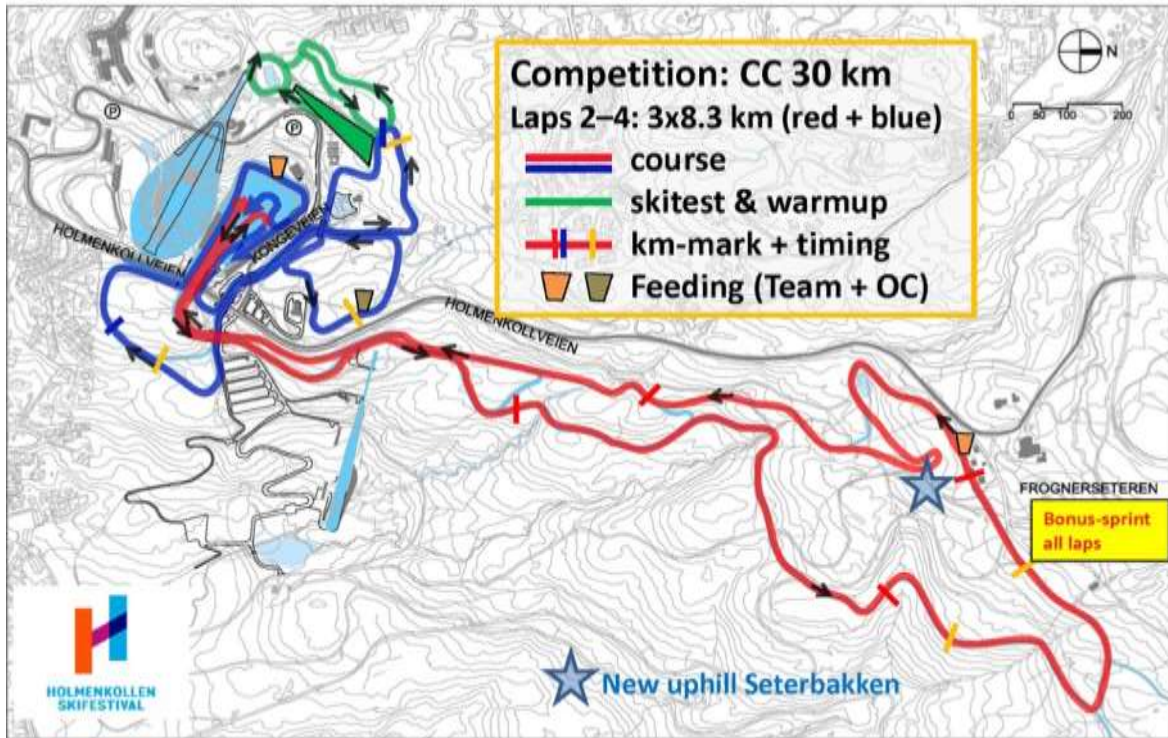 Competition: CC 30 km
Laps 2–4: 3x8.3 km (red + blue)
course
skitest & warmup
km-mark + timing
Feeding (Team + OC)
0 50 100 200
P
P
HOLMENKOLLVEIEN
KONGEVEIEN
HOLMENKOLLVEIEN
FROGNERSETEREN
Bonus-sprint
all laps
New uphill Seterbakken
HOLMENKOLLEN
SKIFESTIVAL